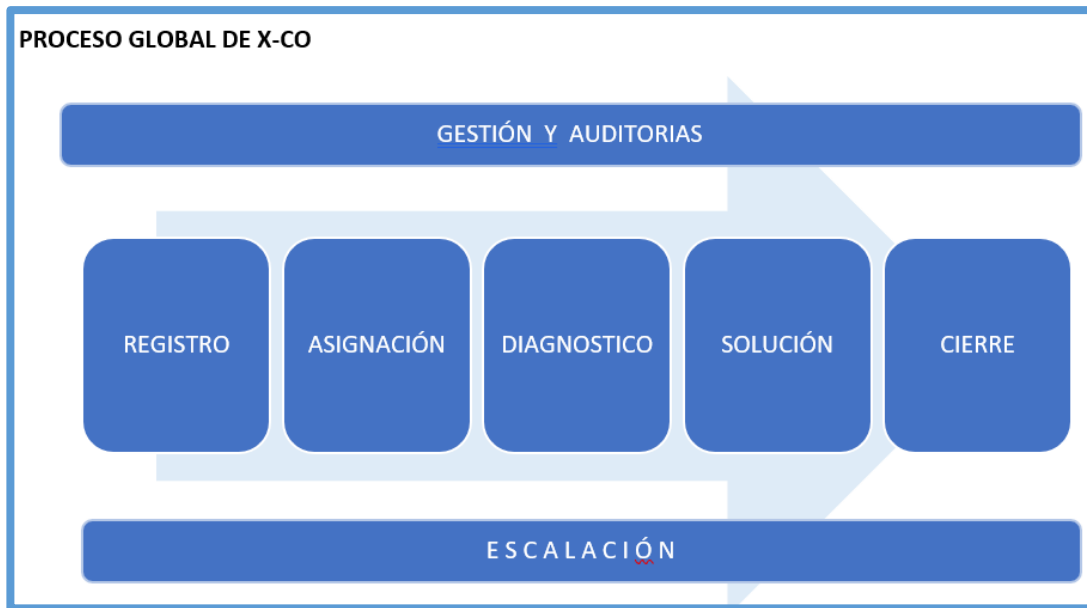 PROCESO GLOBAL DE X-CO
GESTIÓN Y AUDITORIAS
REGISTRO
ASIGNACIÓN
DIAGNOSTICO
SOLUCIÓN
CIERRE
E S C A L A C I Ó N